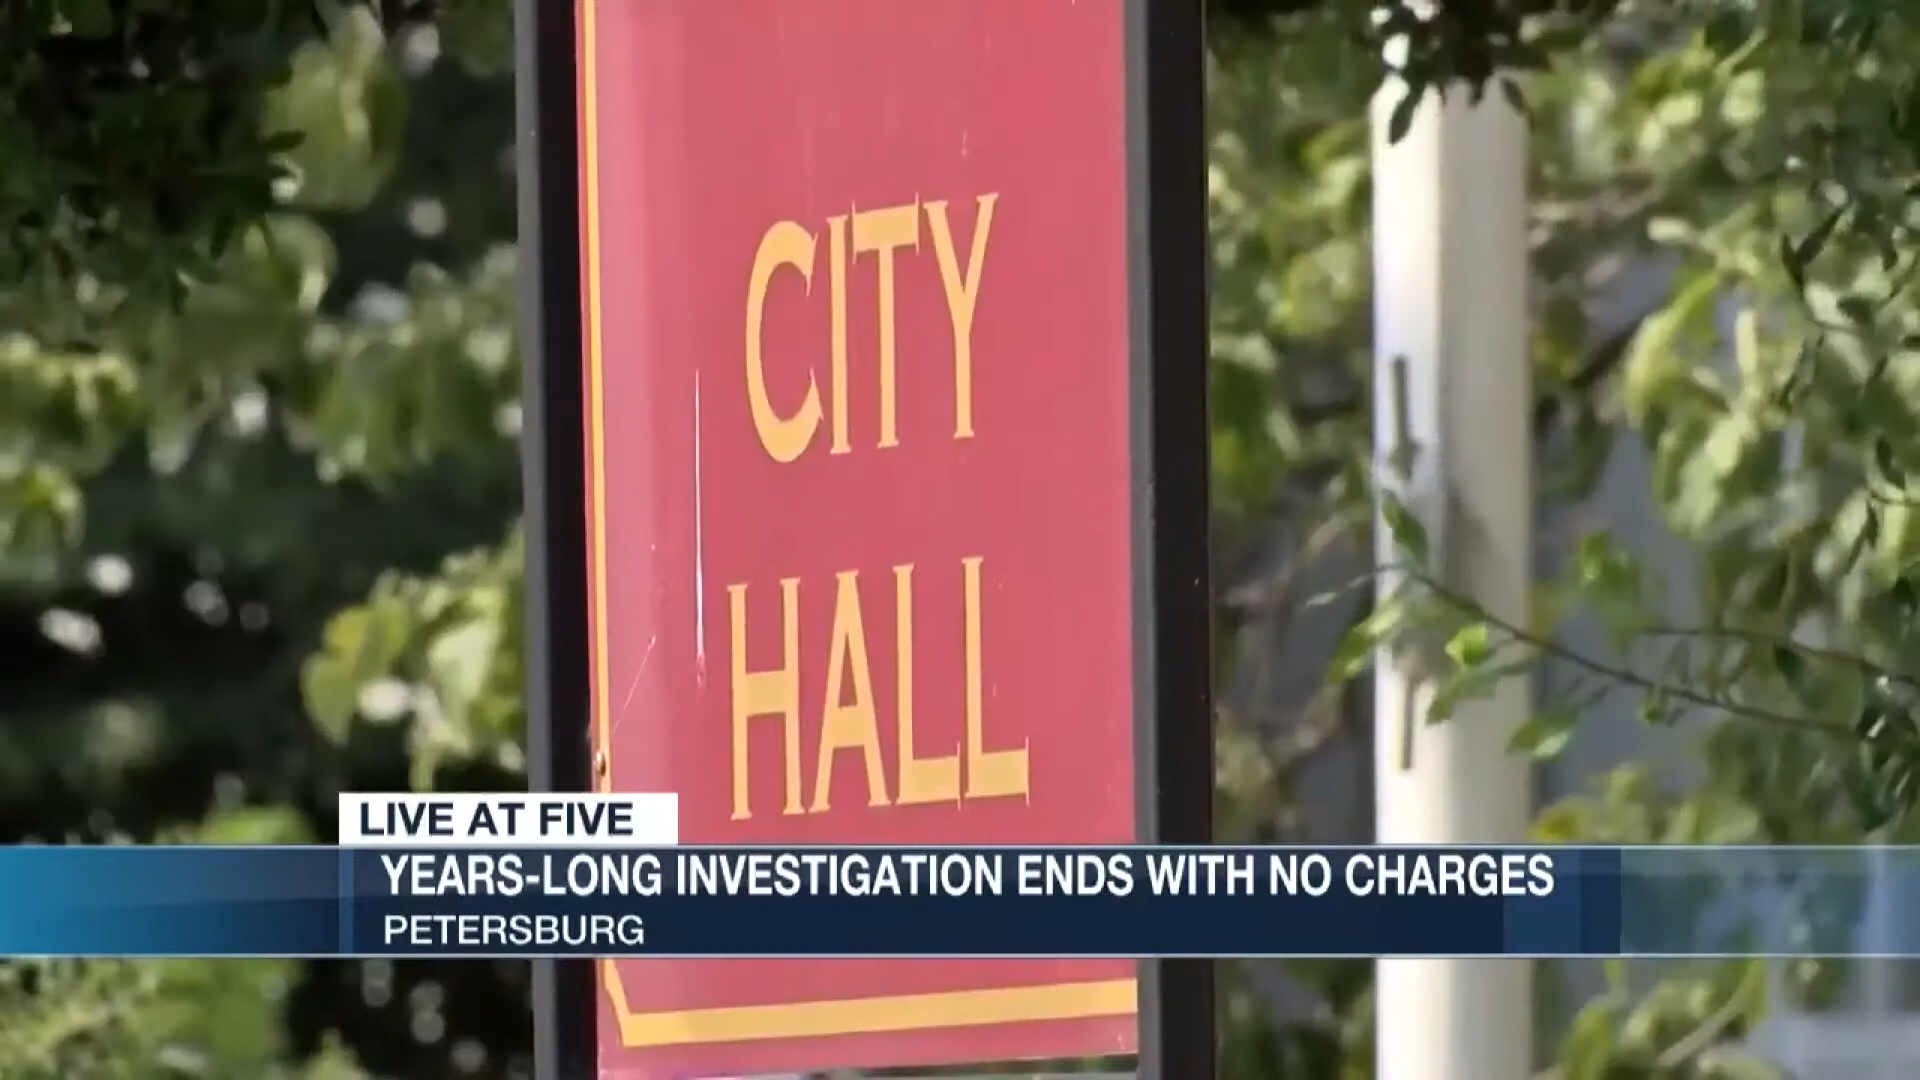 CITY
HALL
LIVE AT FIVE
YEARS-LONG INVESTIGATION ENDS WITH NO CHARGES
PETERSBURG